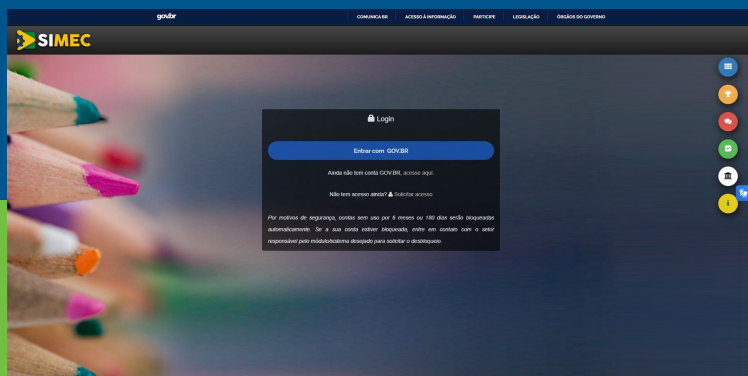 gov.br COMUNICA BR ACESSO À INFORMAÇÃO PARTICIPE LEGISLAÇÃO ÓRGÃOS DO GOVERNO
SIMEC
Login
Entrar com GOV.BR
Ainda não tem conta GOV.BR, acesse aqui.
Não tem acesso ainda? Solicitar acesso
Por motivos de segurança, contas sem uso por 6 meses ou 180 dias serão bloqueadas
automaticamente. Se a sua conta estiver bloqueada, entre em contato com o setor
responsável pelo módulo/sistema desejado para solicitar o desbloqueio.